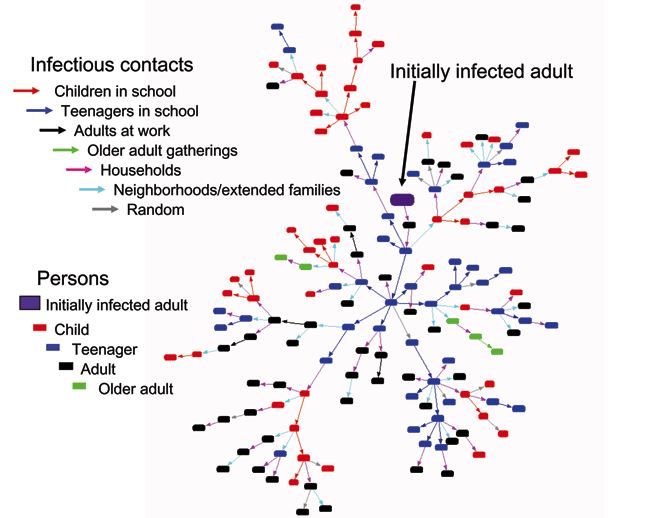 Infectious contacts
Initially infected adult
Children in school
Teenagers in school
Adults at work
Older adult gatherings
Households
Neighborhoods/extended families
Random
Persons
Initially infected adult
Child
Teenager
Adult
Older adult